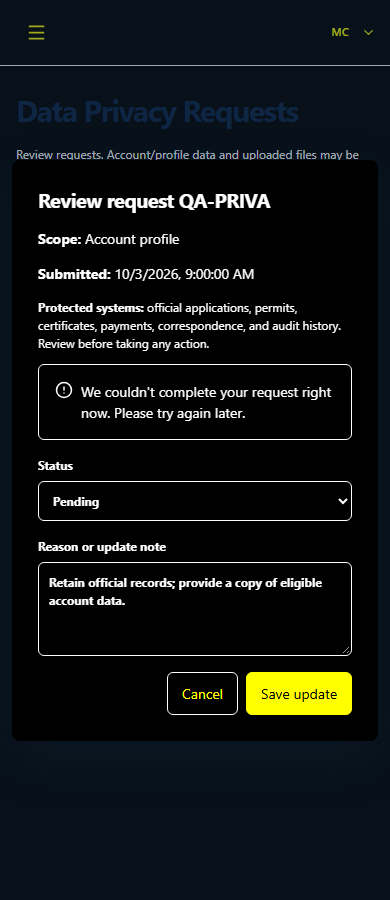 MC
Data Privacy Requests
Review requests. Account/profile data and uploaded files may be
Review request QA-PRIVA
Scope: Account profile
Submitted: 10/3/2026, 9:00:00 AM
Protected systems: official applications, permits,
certificates, payments, correspondence, and audit history.
Review before taking any action.
We couldn't complete your request right
now. Please try again later.
Status
Pending
Reason or update note
Retain official records; provide a copy of eligible
account data.
Cancel
Save update